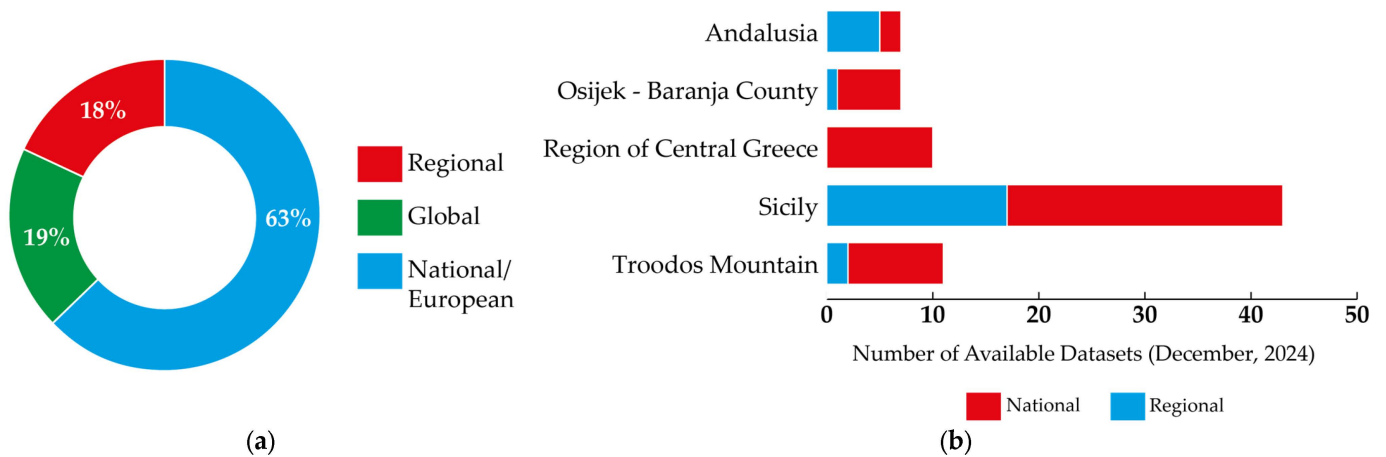 18%
19%
63%
Regional
Global
National/
European
(a)
Andalusia
Osijek - Baranja County
Region of Central Greece
Sicily
Troodos Mountain
0 10 20 30 40 50
Number of Available Datasets (December, 2024)
National Regional
(b)